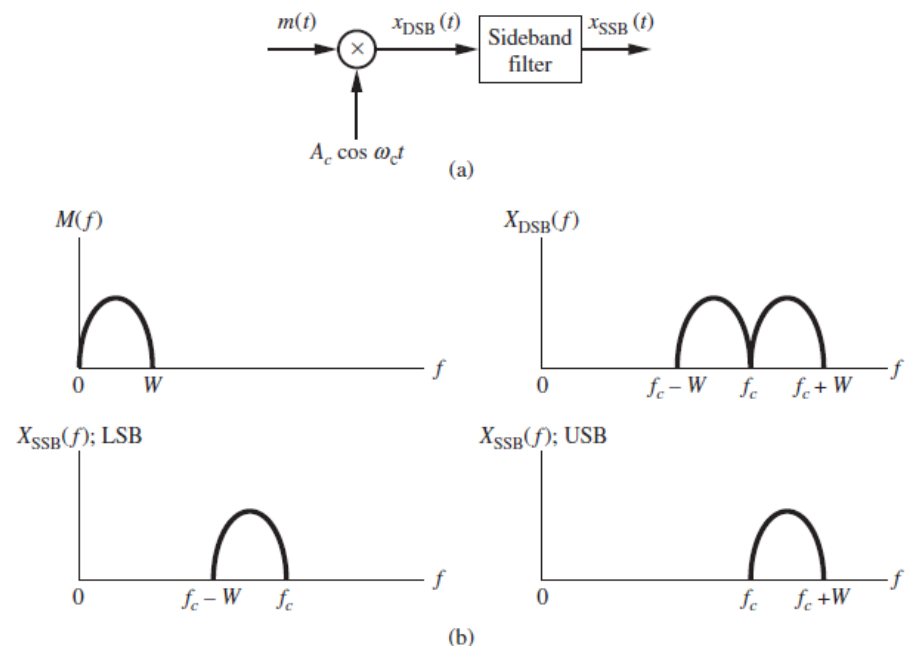 m(t) x_DSB (t) x_SSB (t)
×
Sideband
filter
A_c cos ω_c t
(a)
M(f) X_DSB(f)
f f
0 W 0 f_c − W f_c f_c + W
X_SSB(f); LSB X_SSB(f); USB
f f
0 f_c − W f_c 0 f_c f_c +W
(b)